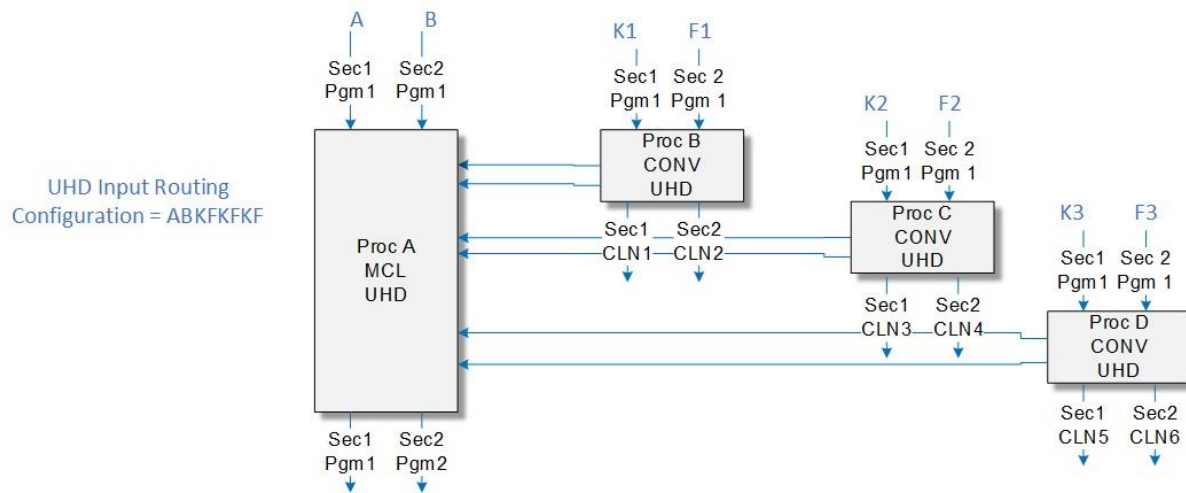 A
B
K1
F1
Sec1
Pgm1
Sec2
Pgm1
Sec1
Pgm1
Sec 2
Pgm 1
K2
F2
Proc B
CONV
UHD
Sec1
Pgm1
Sec 2
Pgm 1
UHD Input Routing
Configuration = ABKFKFKF
Proc A
MCL
UHD
Sec1
CLN1
Sec2
CLN2
Proc C
CONV
UHD
K3
F3
Sec1
Pgm1
Sec 2
Pgm 1
Sec1
CLN3
Sec2
CLN4
Proc D
CONV
UHD
Sec1
Pgm1
Sec2
Pgm2
Sec1
CLN5
Sec2
CLN6